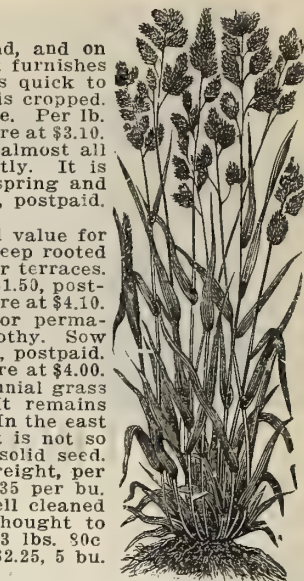 nd, and on
furnishes
s quick to
is cropped.
e. Per lb.
re at $3.10.
almost all
tly. It is
spring and
, postpaid.
l value for
eep rooted
r terraces.
1.50, post-
re at $4.10.
or perma-
othy. Sow
, postpaid.
re at $4.00.
nnial grass
t remains
In the east
t is not so
solid seed.
reight, per
35 per bu.
ell cleaned
hought to
3 lbs. 80c
2.25, 5 bu.